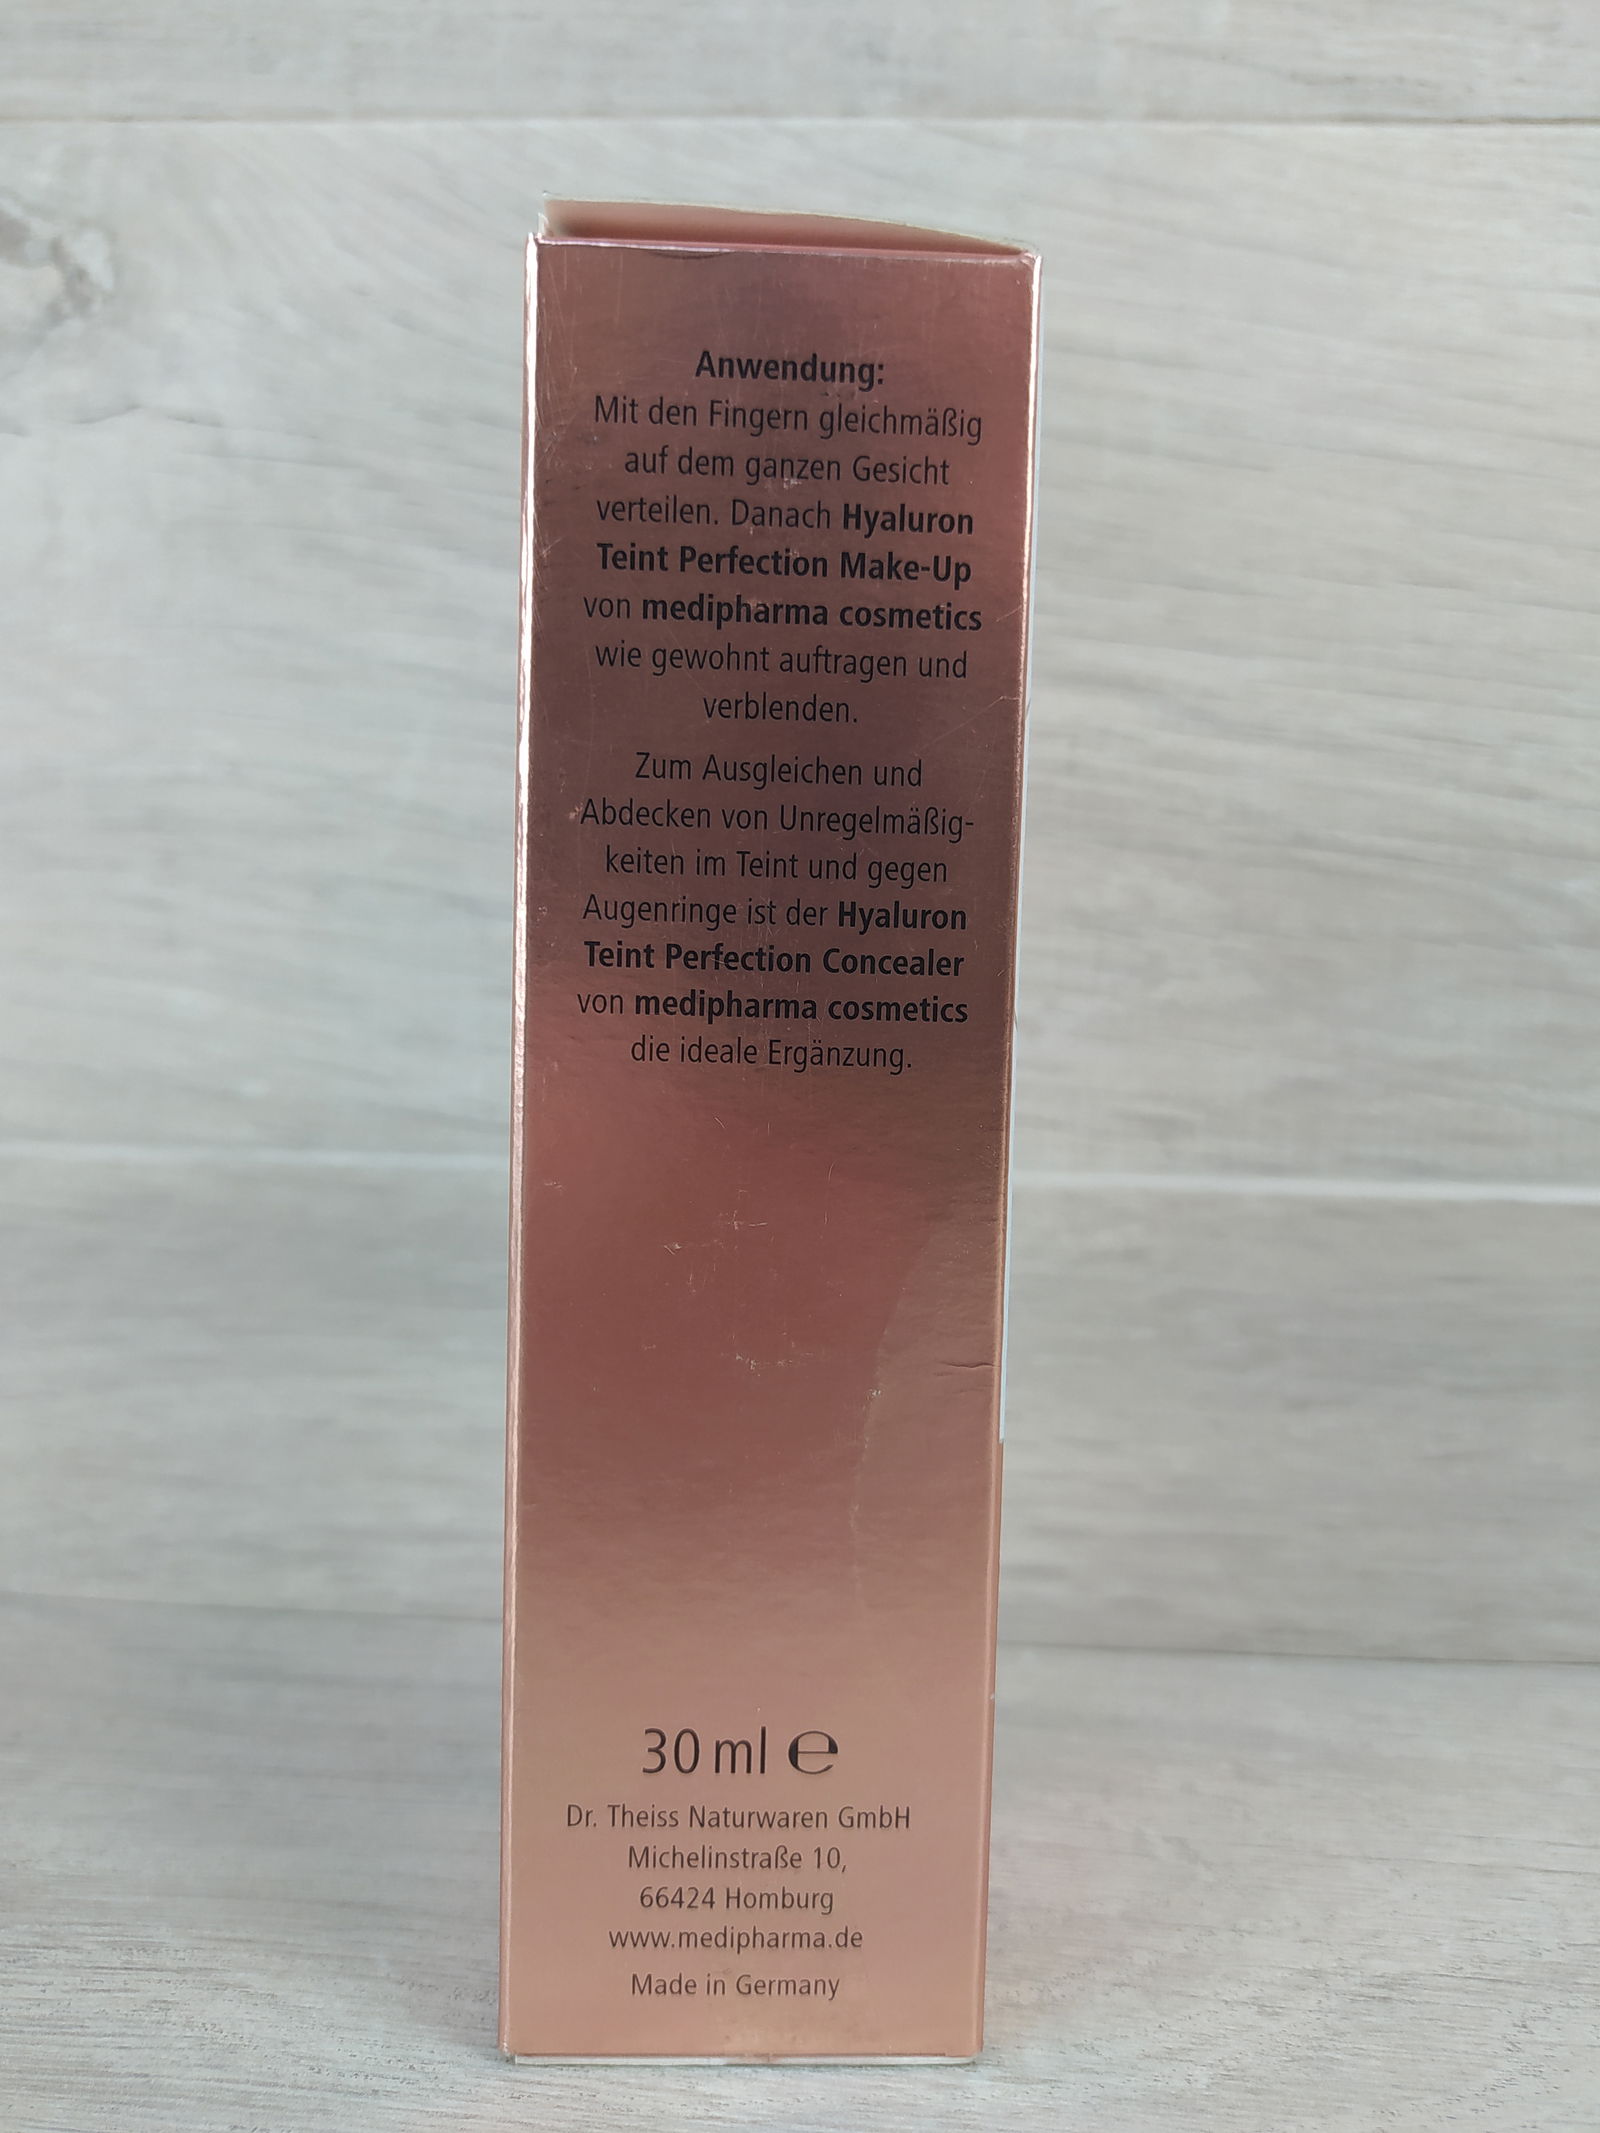 Anwendung:
Mit den Fingern gleichmäßig
auf dem ganzen Gesicht
verteilen. Danach Hyaluron
Teint Perfection Make-Up
von medipharma cosmetics
wie gewohnt auftragen und
verblenden.
Zum Ausgleichen und
Abdecken von Unregelmäßig-
keiten im Teint und gegen
Augenringe ist der Hyaluron
Teint Perfection Concealer
von medipharma cosmetics
die ideale Ergänzung.
30 ml ℮
Dr. Theiss Naturwaren GmbH
Michelinstraße 10,
66424 Homburg
www.medipharma.de
Made in Germany